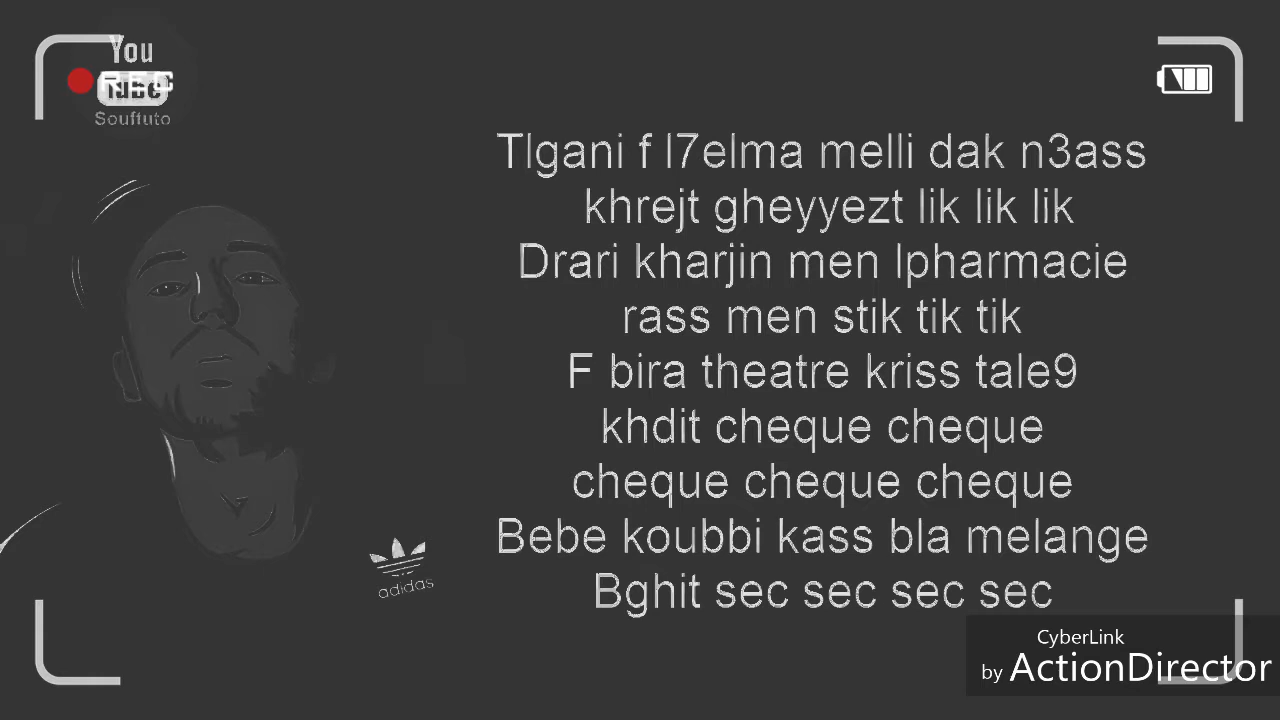 You
REC
Souftuto
Tlgani f l7elma melli dak n3ass
khrejt gheyyezt lik lik lik
Drari kharjin men lpharmacie
rass men stik tik tik
F bira theatre kriss tale9
khdit cheque cheque
cheque cheque cheque
Bebe koubbi kass bla melange
Bghit sec sec sec sec
adidas
CyberLink
by ActionDirector